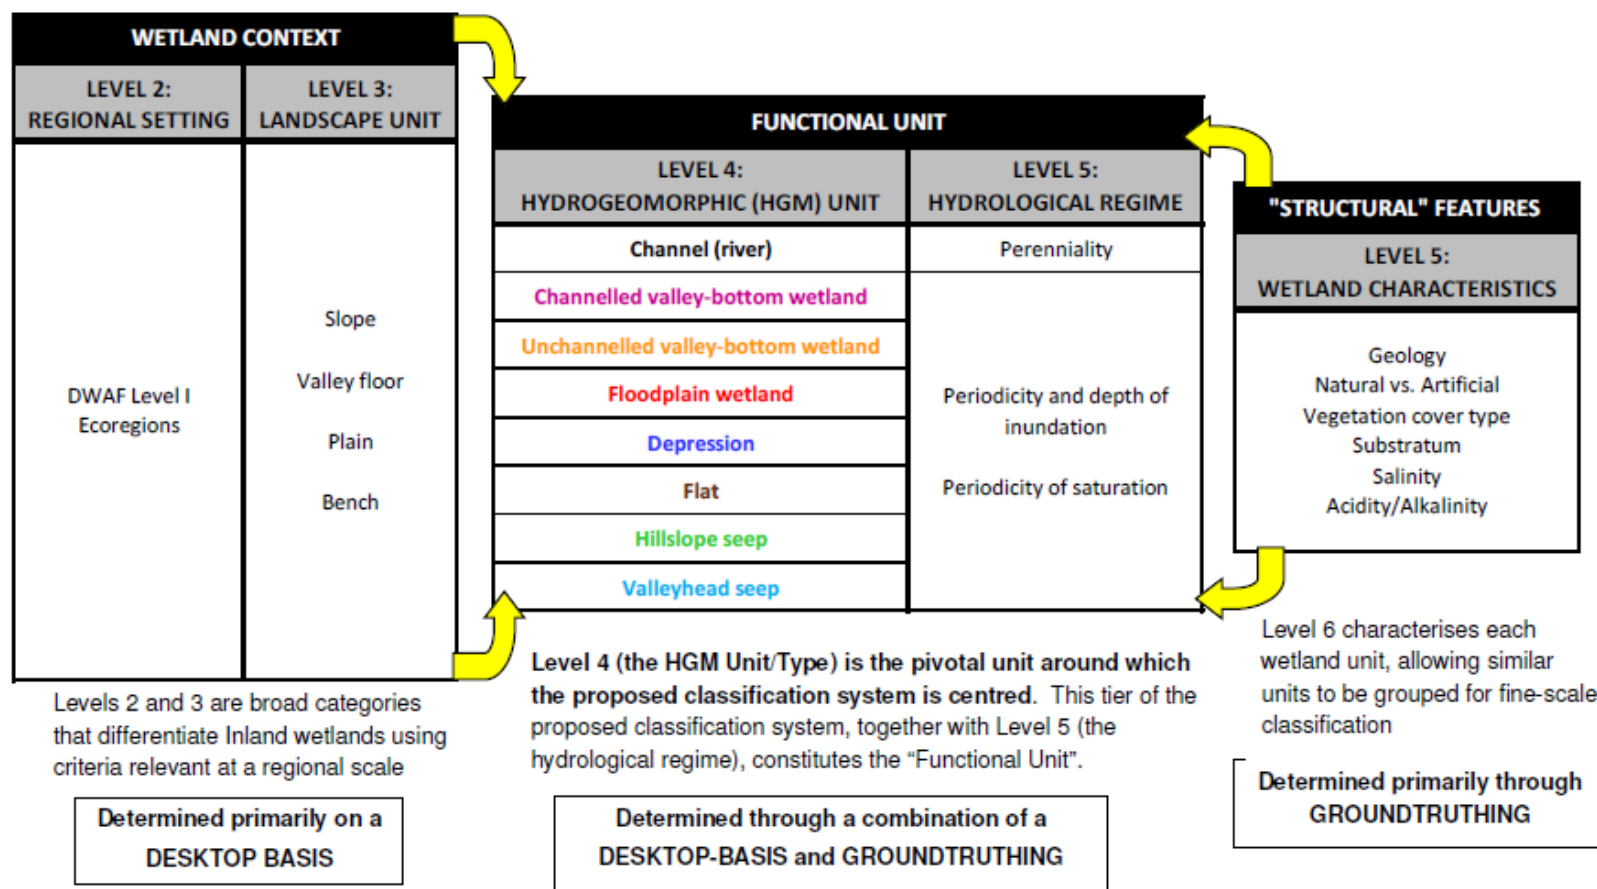 WETLAND CONTEXT
LEVEL 2:
REGIONAL SETTING
LEVEL 3:
LANDSCAPE UNIT
DWAF Level I
Ecoregions
Slope
Valley floor
Plain
Bench
Levels 2 and 3 are broad categories
that differentiate Inland wetlands using
criteria relevant at a regional scale
Determined primarily on a
DESKTOP BASIS
FUNCTIONAL UNIT
LEVEL 4:
HYDROGEOMORPHIC (HGM) UNIT
LEVEL 5:
HYDROLOGICAL REGIME
Channel (river)
Perenniality
Channelled valley-bottom wetland
Unchannelled valley-bottom wetland
Floodplain wetland
Depression
Flat
Hillslope seep
Valleyhead seep
Periodicity and depth of
inundation
Periodicity of saturation
Level 4 (the HGM Unit/Type) is the pivotal unit around which
the proposed classification system is centred. This tier of the
proposed classification system, together with Level 5 (the
hydrological regime), constitutes the “Functional Unit”.
Determined through a combination of a
DESKTOP-BASIS and GROUNDTRUTHING
"STRUCTURAL" FEATURES
LEVEL 5:
WETLAND CHARACTERISTICS
Geology
Natural vs. Artificial
Vegetation cover type
Substratum
Salinity
Acidity/Alkalinity
Level 6 characterises each
wetland unit, allowing similar
units to be grouped for fine-scale
classification
Determined primarily through
GROUNDTRUTHING